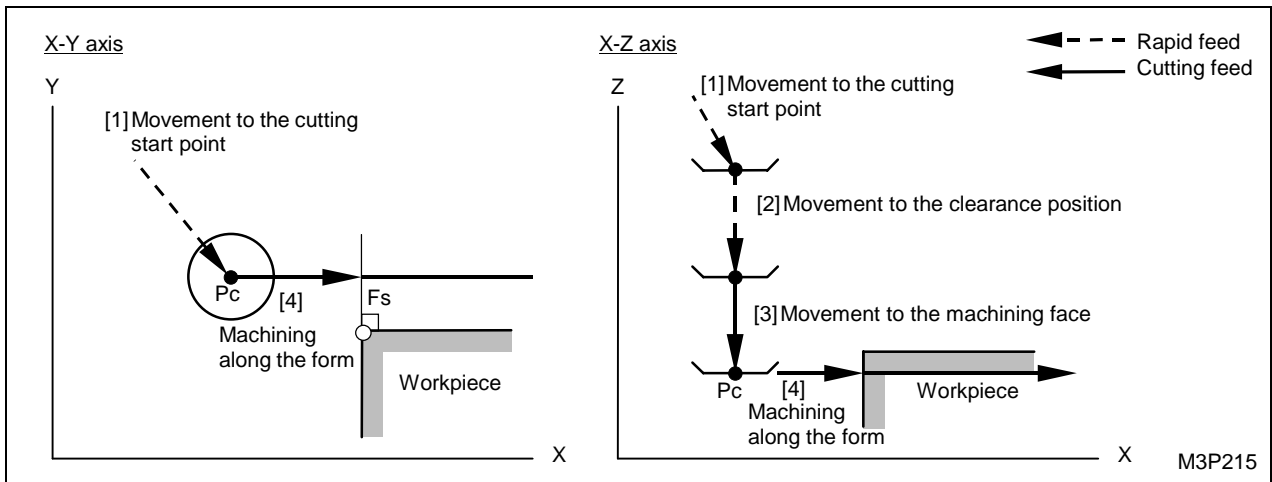 X-Y axis
Y
[1] Movement to the cutting
start point
Pc
[4]
Fs
Machining
along the form
Workpiece
X
X-Z axis
Z
[1] Movement to the cutting
start point
[2] Movement to the clearance position
[3] Movement to the machining face
Pc
[4]
Machining
along the form
Workpiece
X
Rapid feed
Cutting feed
M3P215